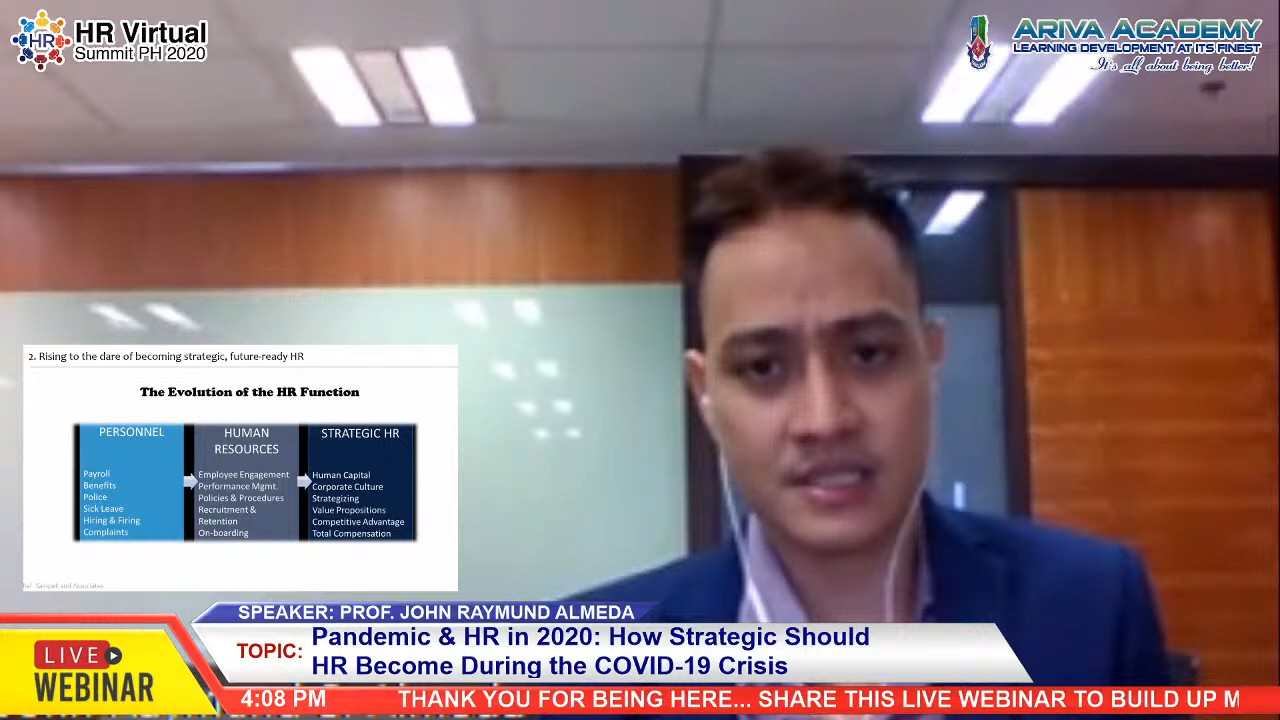 HR
HR Virtual
Summit PH 2020
ARIVA ACADEMY
LEARNING DEVELOPMENT AT ITS FINEST
It's all about being better!
2. Rising to the dare of becoming strategic, future-ready HR
The Evolution of the HR Function
PERSONNEL
Payroll
Benefits
Police
Sick Leave
Hiring & Firing
Complaints
HUMAN
RESOURCES
Employee Engagement
Performance Mgmt.
Policies & Procedures
Recruitment &
Retention
On-boarding
STRATEGIC HR
Human Capital
Corporate Culture
Strategizing
Value Propositions
Competitive Advantage
Total Compensation
and Associates
SPEAKER: PROF. JOHN RAYMUND ALMEDA
TOPIC: Pandemic & HR in 2020: How Strategic Should
HR Become During the COVID-19 Crisis
LIVE
WEBINAR
4:08 PM THANK YOU FOR BEING HERE... SHARE THIS LIVE WEBINAR TO BUILD UP M